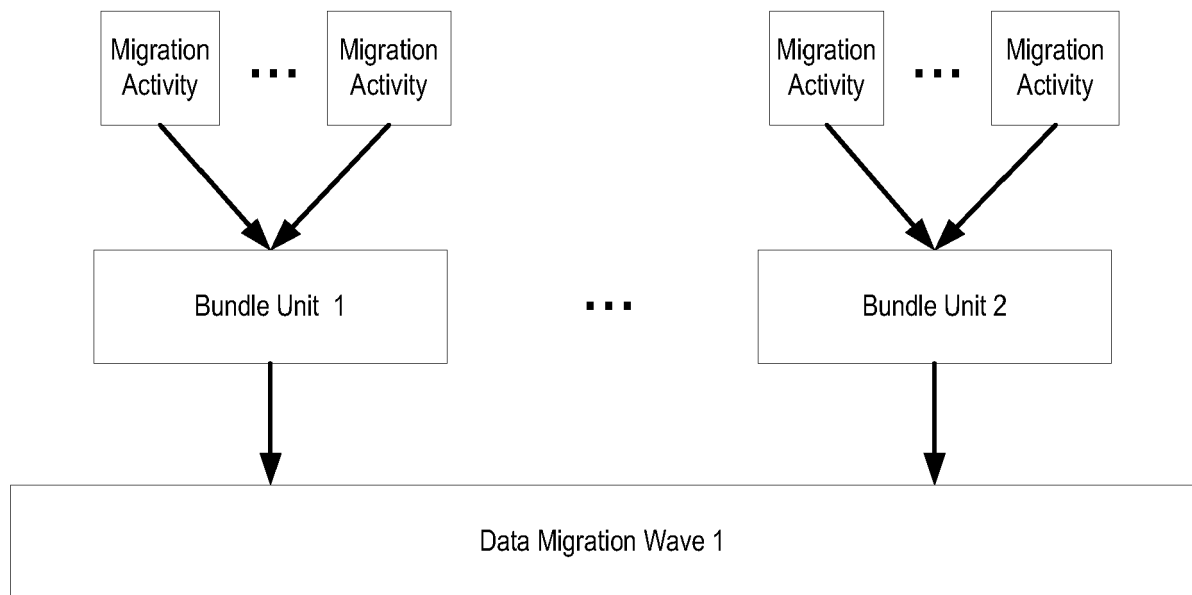 Migration Activity
... 
Migration Activity
Migration Activity
...
Migration Activity
Bundle Unit 1
...
Bundle Unit 2
Data Migration Wave 1